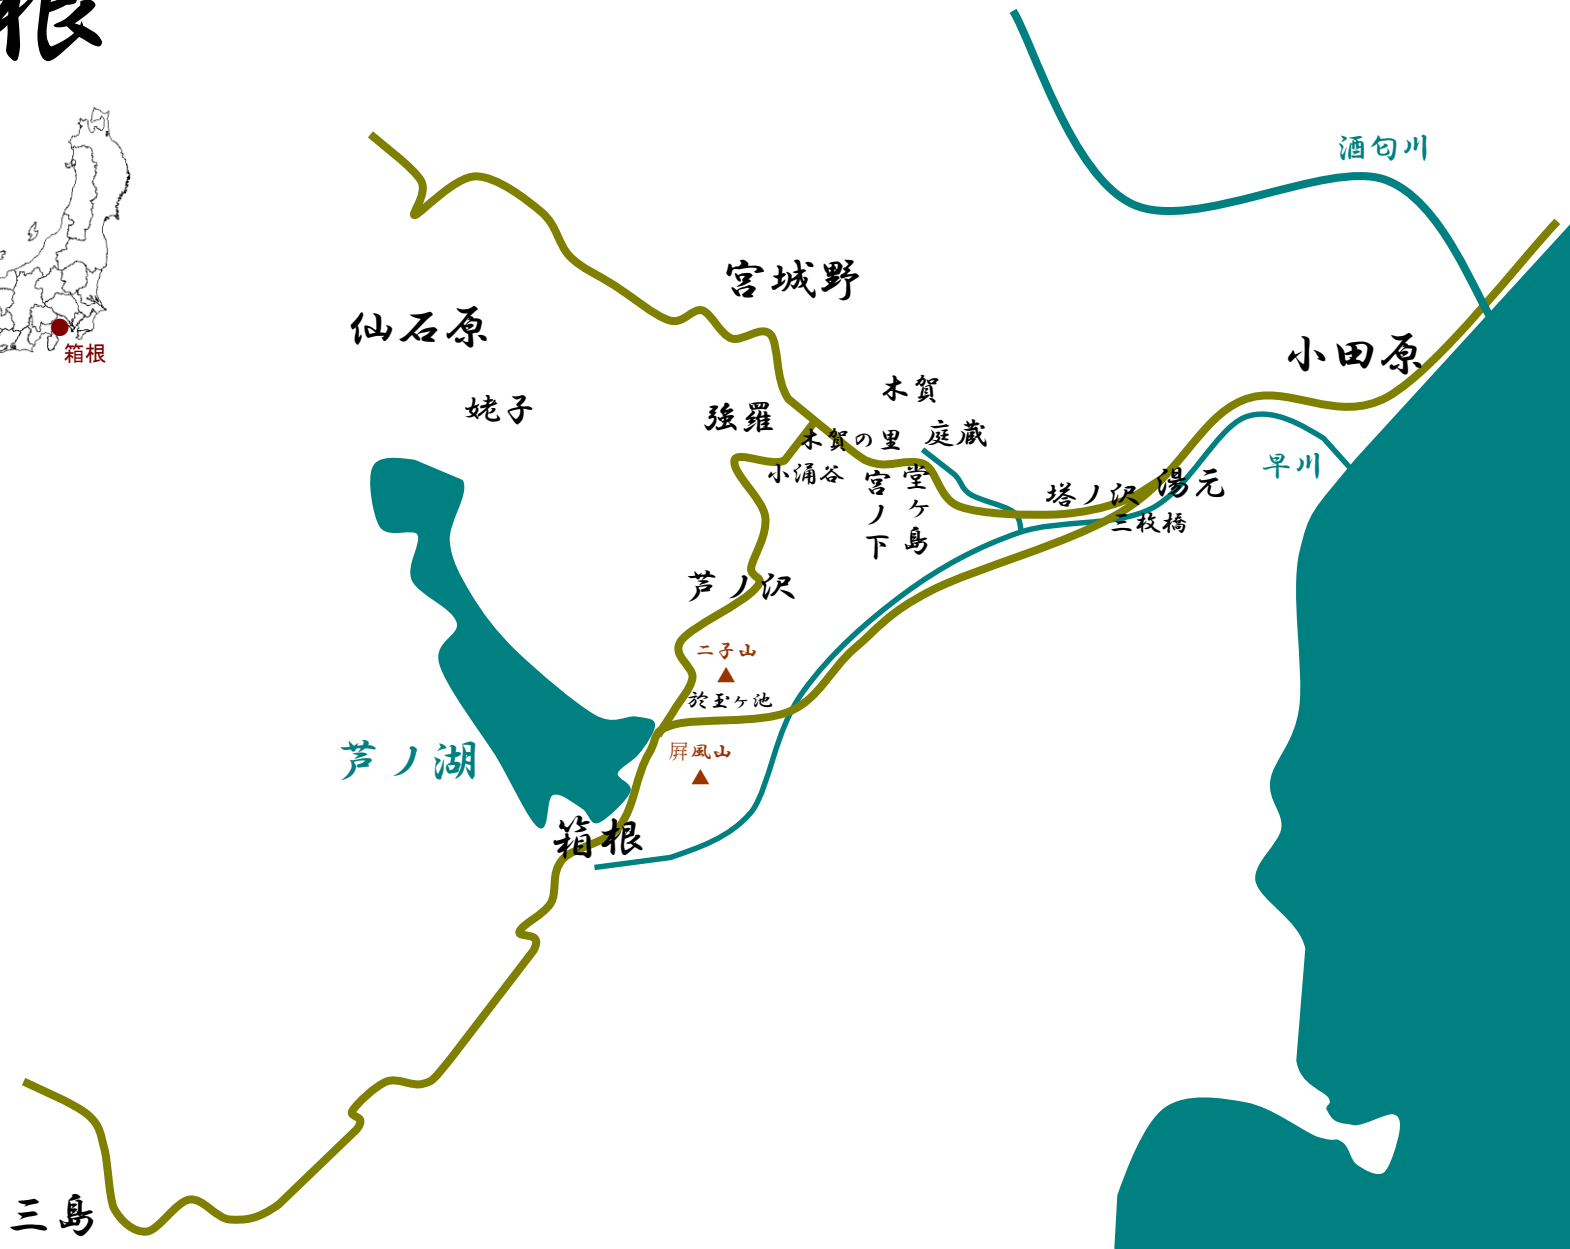 根
箱根
酒匂川
宮城野
仙石原
小田原
姥子
強羅
木賀
木賀の里
庭蔵
小涌谷
宮ノ下
堂ヶ島
塔ノ沢
湯元
三枚橋
早川
芦ノ沢
二子山
於玉ヶ池
屏風山
芦ノ湖
箱根
三島